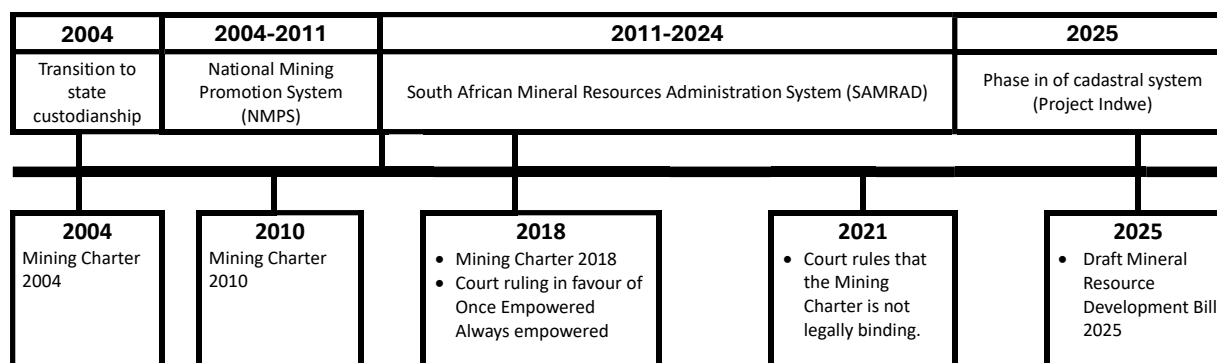 2004
2004-2011
2011-2024
2025
Transition to
state
custodianship
National Mining
Promotion System
(NMPS)
South African Mineral Resources Administration System (SAMRAD)
Phase in of cadastral system
(Project Indwe)
2004
Mining Charter
2004
2010
Mining Charter
2010
2018
• Mining Charter 2018
• Court ruling in favour of
Once Empowered
Always empowered
2021
• Court rules that
the Mining
Charter is not
legally binding.
2025
• Draft Mineral
Resource
Development Bill
2025